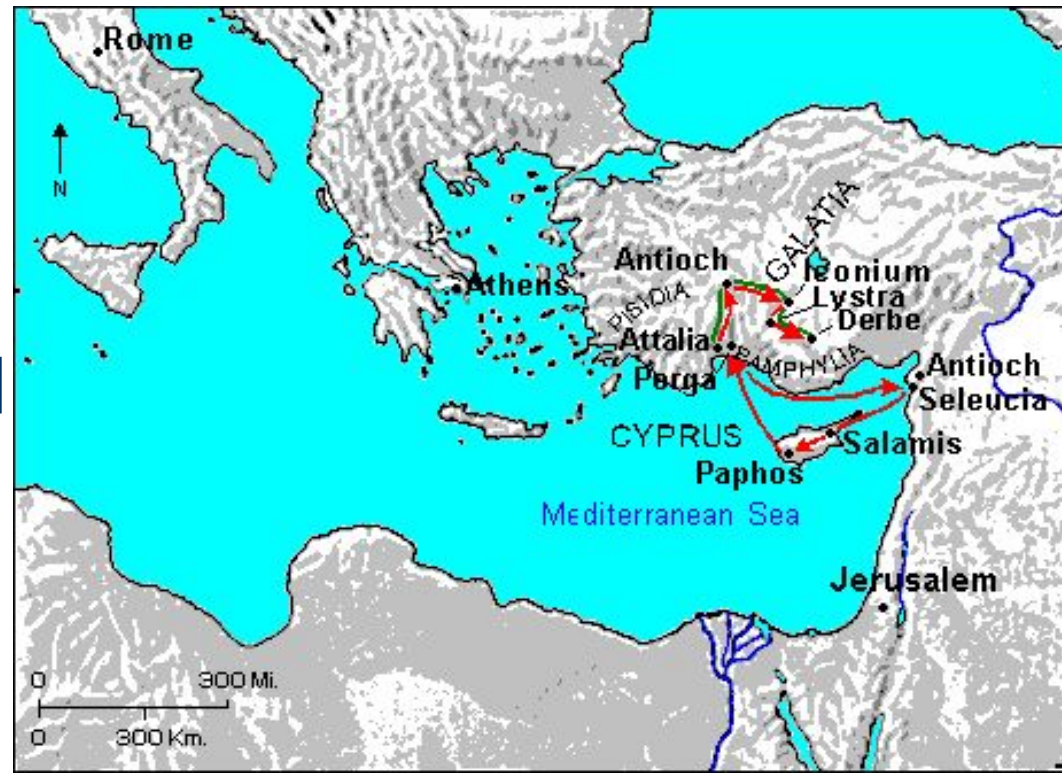 Rome
N
GALATIA
Antioch
Iconium
Lystra
Athens
PISIDIA
Derbe
Attalia
PAMPHYLIA
Perga
Antioch
Seleucia
CYPRUS
Salamis
Paphos
Mediterranean Sea
Jerusalem
0 300 Mi.
0 300 Km.